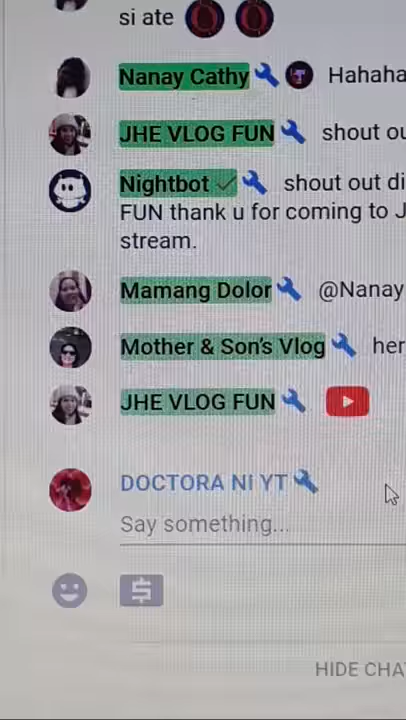 si ate
Nanay Cathy Hahaha
JHE VLOG FUN shout ou
Nightbot shout out di
FUN thank u for coming to J
stream.
Mamang Dolor @Nanay
Mother & Son's Vlog her
JHE VLOG FUN
DOCTORA NI YT
Say something...
HIDE CHA